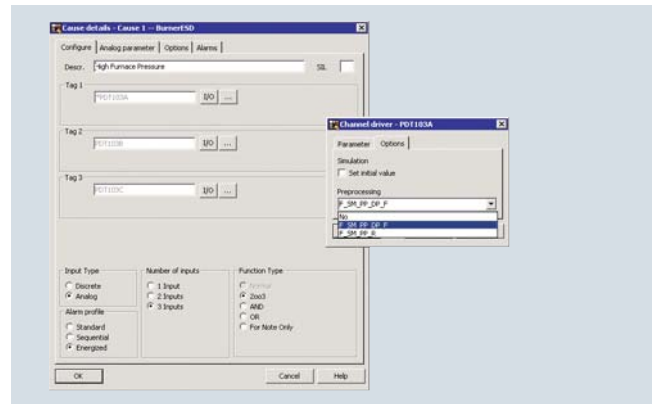 Cause details - Cause 1 -- BurnerESD
Configure Analog parameter Options Alarms
Descr. High Furnace Pressure SIL
Tag 1
*PDT103A I/O ...
Tag 2
PDT103B I/O ...
Tag 3
PDT103C I/O ...
Input Type
Discrete
Analog
Alarm profile
Standard
Sequential
Energized
Number of inputs
1 Input
2 Inputs
3 Inputs
Function Type
Normal
2oo3
AND
OR
For Note Only
OK Cancel Help
Channel driver - PDT103A
Parameter Options
Simulation
Set initial value
Preprocessing
F_SM_PP_DP_F
No
F_SM_PP_DP_F
F_SM_PP_R